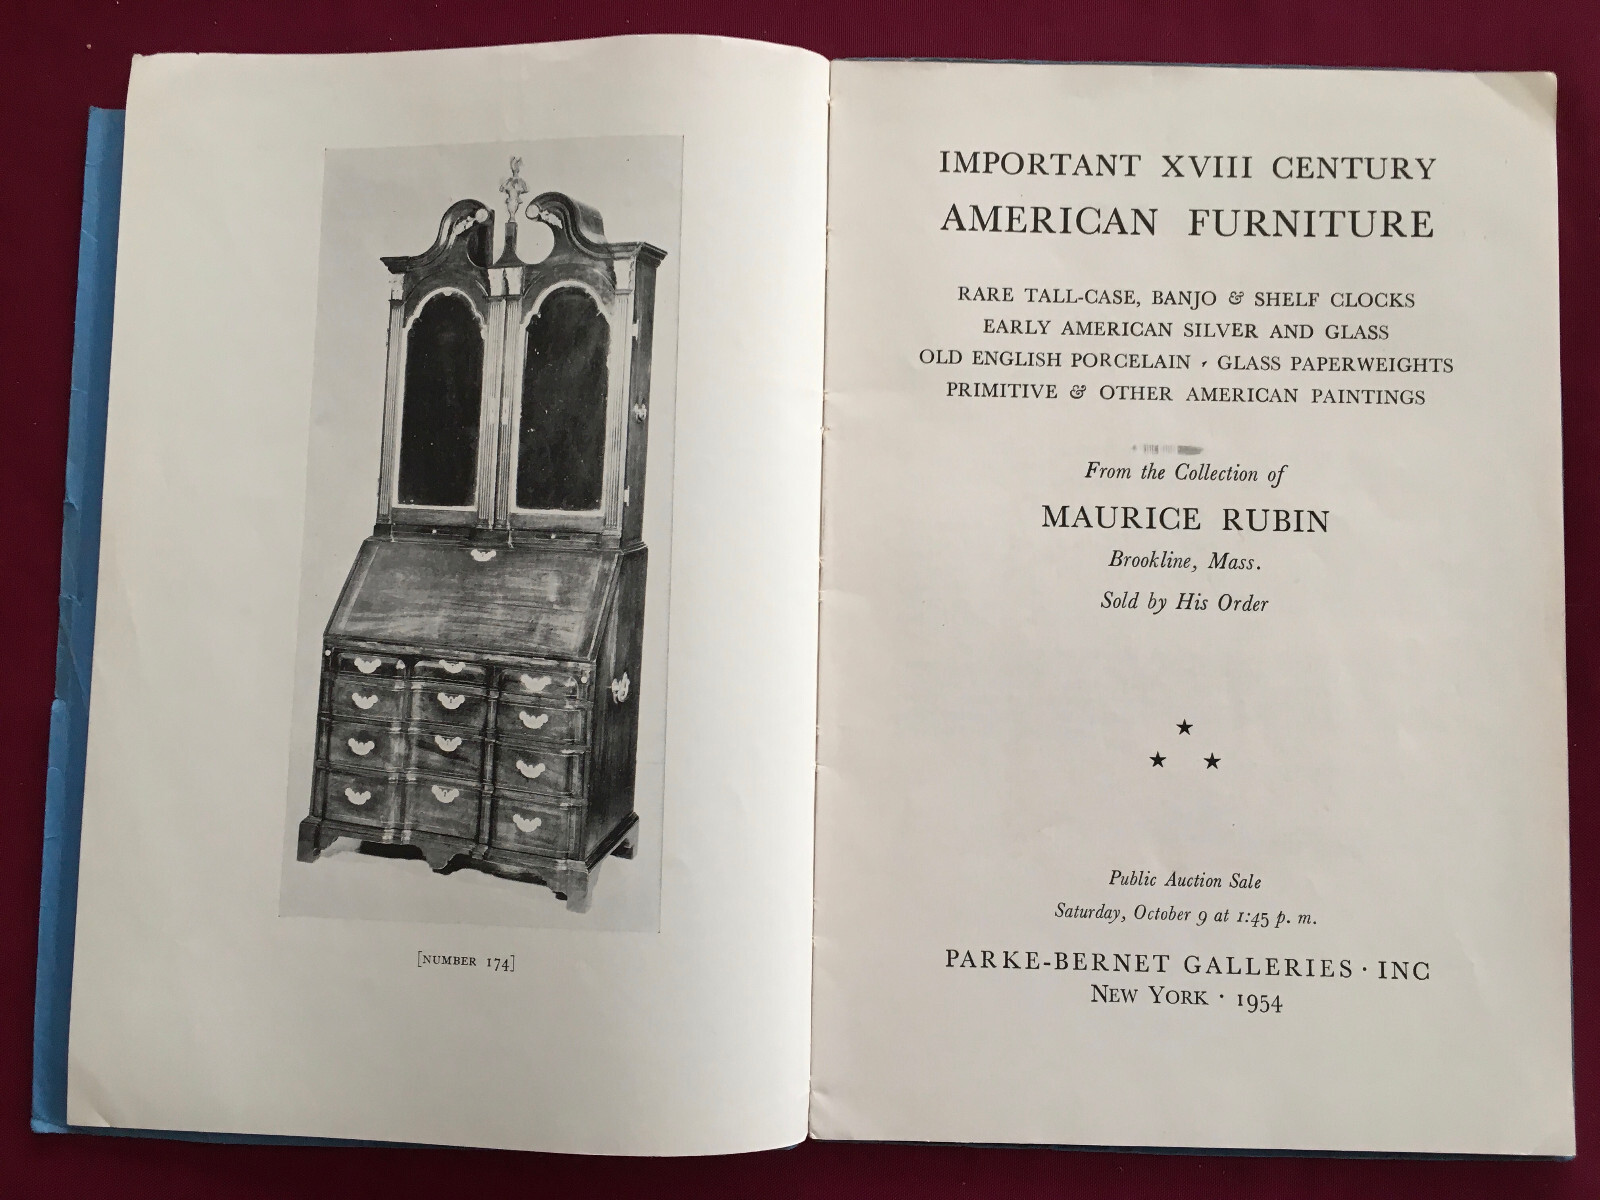 [NUMBER 174]
IMPORTANT XVIII CENTURY
AMERICAN FURNITURE
RARE TALL-CASE, BANJO & SHELF CLOCKS
EARLY AMERICAN SILVER AND GLASS
OLD ENGLISH PORCELAIN · GLASS PAPERWEIGHTS
PRIMITIVE & OTHER AMERICAN PAINTINGS
From the Collection of
MAURICE RUBIN
Brookline, Mass.
Sold by His Order
Public Auction Sale
Saturday, October 9 at 1:45 p. m.
PARKE-BERNET GALLERIES · INC
NEW YORK · 1954